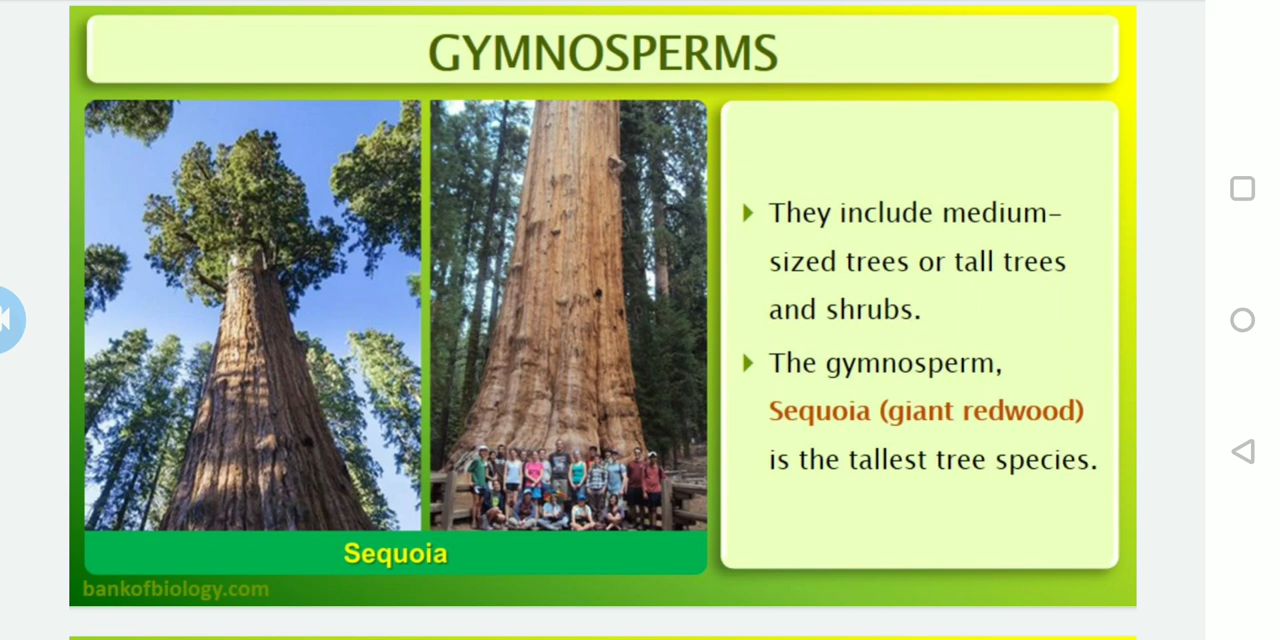 GYMNOSPERMS
They include medium-
sized trees or tall trees
and shrubs.
The gymnosperm,
Sequoia (giant redwood)
is the tallest tree species.
Sequoia
bankofbiology.com